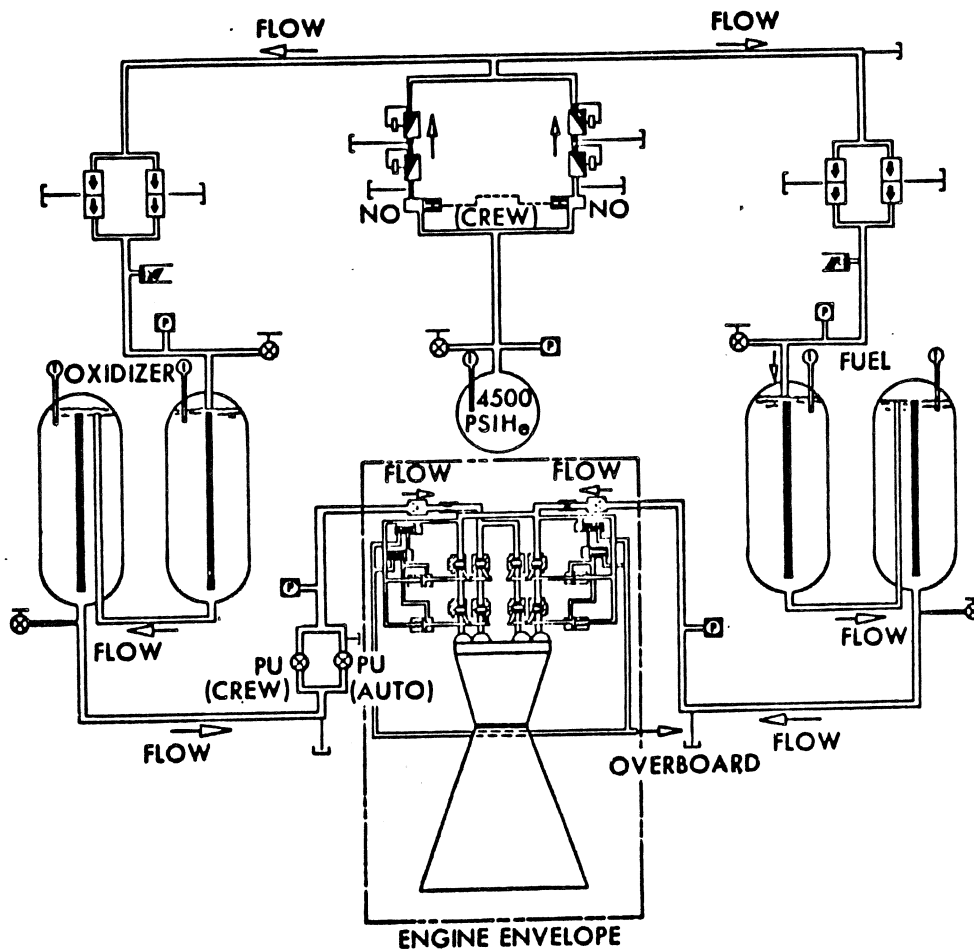 FLOW
FLOW
NO
(CREW)
NO
P
P
P
OXIDIZER
FUEL
4500
PSIHe
FLOW
FLOW
P
P
FLOW
FLOW
PU
(CREW)
PU
(AUTO)
FLOW
FLOW
OVERBOARD
ENGINE ENVELOPE